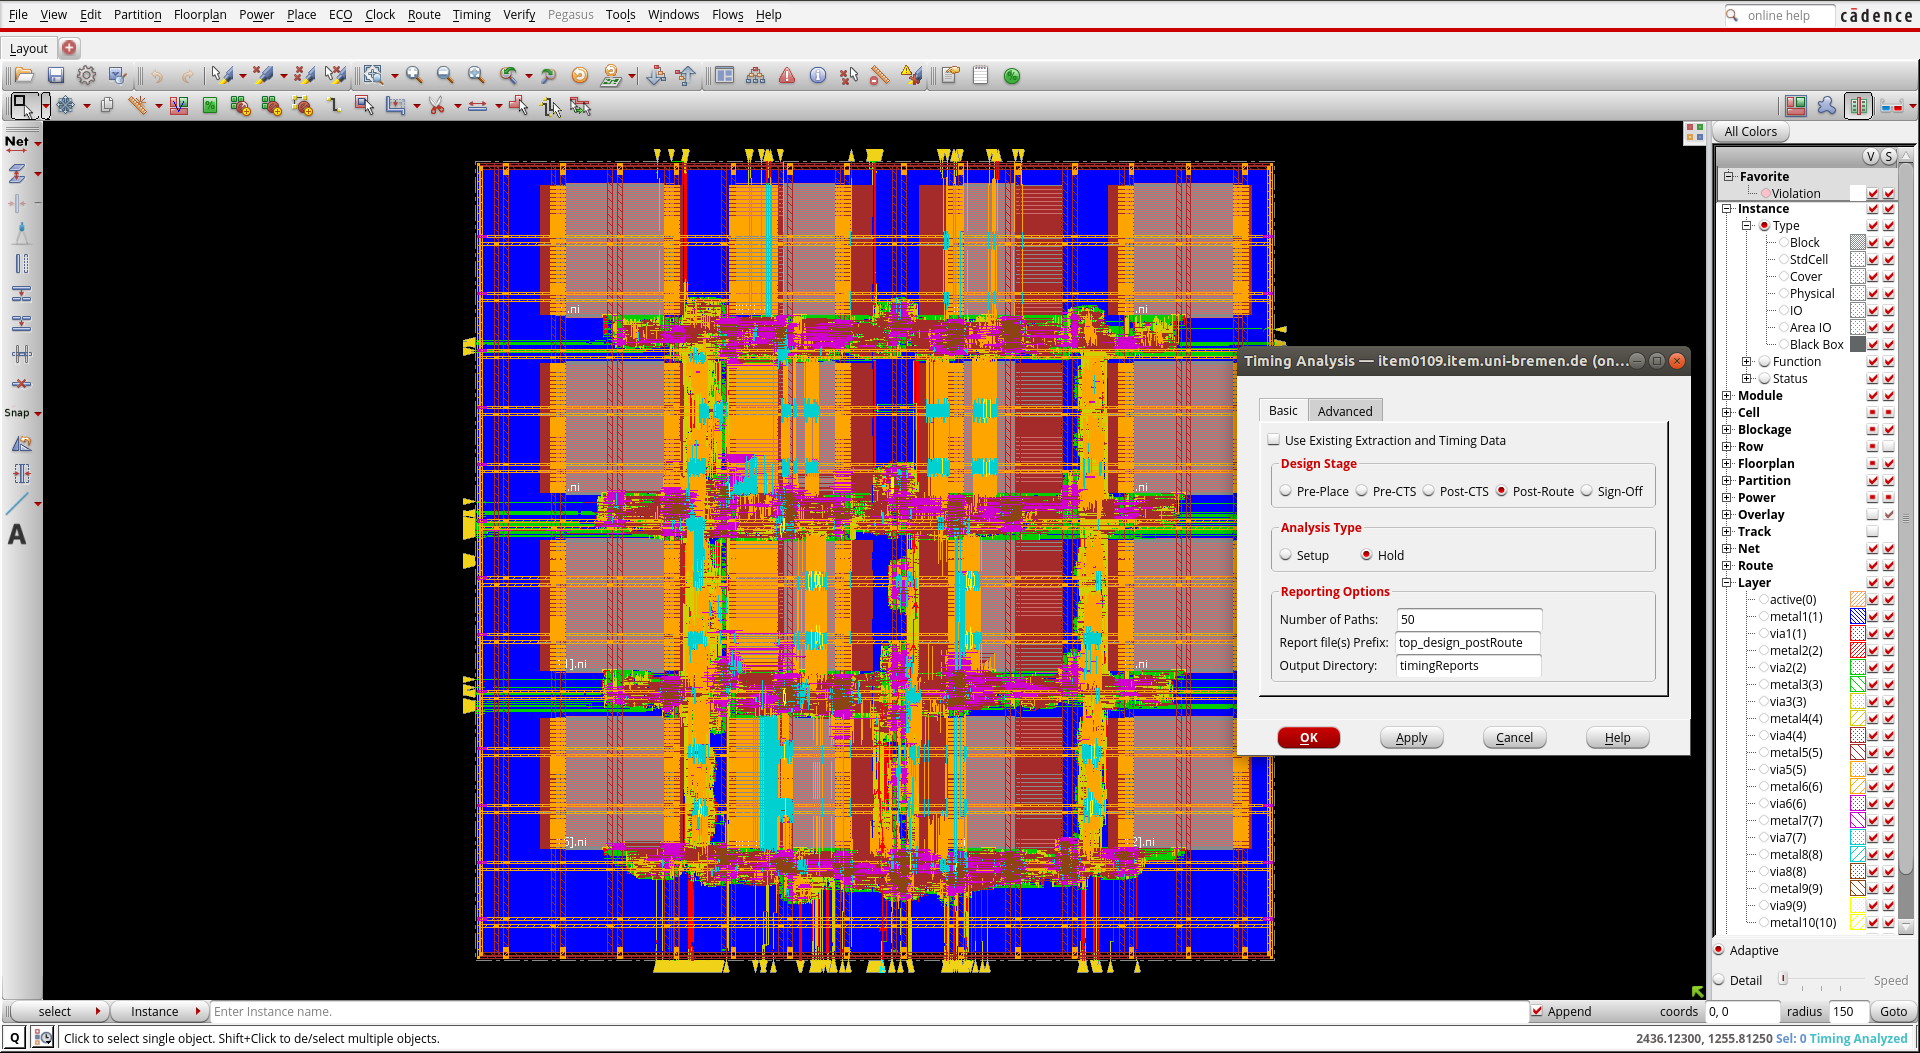 File View Edit Partition Floorplan Power Place ECO Clock Route Timing Verify Pegasus Tools Windows Flows Help online help cādence
Layout
Net
Snap
A
.ni .ni
.ni .ni
1].ni .ni
2].ni
Timing Analysis — item0109.item.uni-bremen.de (on...
Basic Advanced
Use Existing Extraction and Timing Data
Design Stage
Pre-Place Pre-CTS Post-CTS Post-Route Sign-Off
Analysis Type
Setup Hold
Reporting Options
Number of Paths: 50
Report file(s) Prefix: top_design_postRoute
Output Directory: timingReports
OK Apply Cancel Help
All Colors
V S
Favorite
Violation
Instance
Type
Block
StdCell
Cover
Physical
IO
Area IO
Black Box
Function
Status
Module
Cell
Blockage
Row
Floorplan
Partition
Power
Overlay
Track
Net
Route
Layer
active(0)
metal1(1)
via1(1)
metal2(2)
via2(2)
metal3(3)
via3(3)
metal4(4)
via4(4)
metal5(5)
via5(5)
metal6(6)
via6(6)
metal7(7)
via7(7)
metal8(8)
via8(8)
metal9(9)
via9(9)
metal10(10)
Adaptive
Detail Speed
select Instance Enter Instance name. Append coords 0, 0 radius 150 Goto
Q Click to select single object. Shift+Click to de/select multiple objects. 2436.12300, 1255.81250 Sel: 0 Timing Analyzed